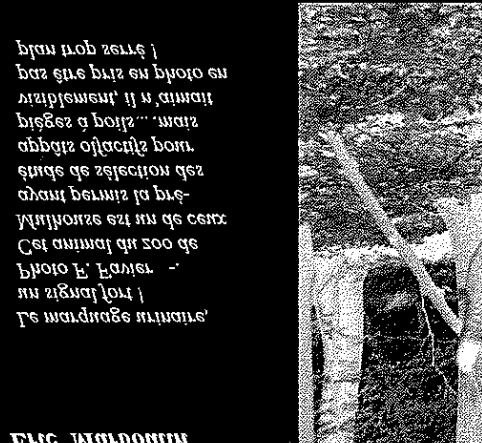 Eric Marboutin
Le marquage urinaire,
un signal fort !
Photo F. Favier -.
Cet animal du zoo de
Mulhouse est un de ceux
ayant permis la pré-
étude de sélection des
appâts olfactifs pour
pièges à poils... mais
visiblement, il n'aimait
pas être pris en photo en
plan trop serré !